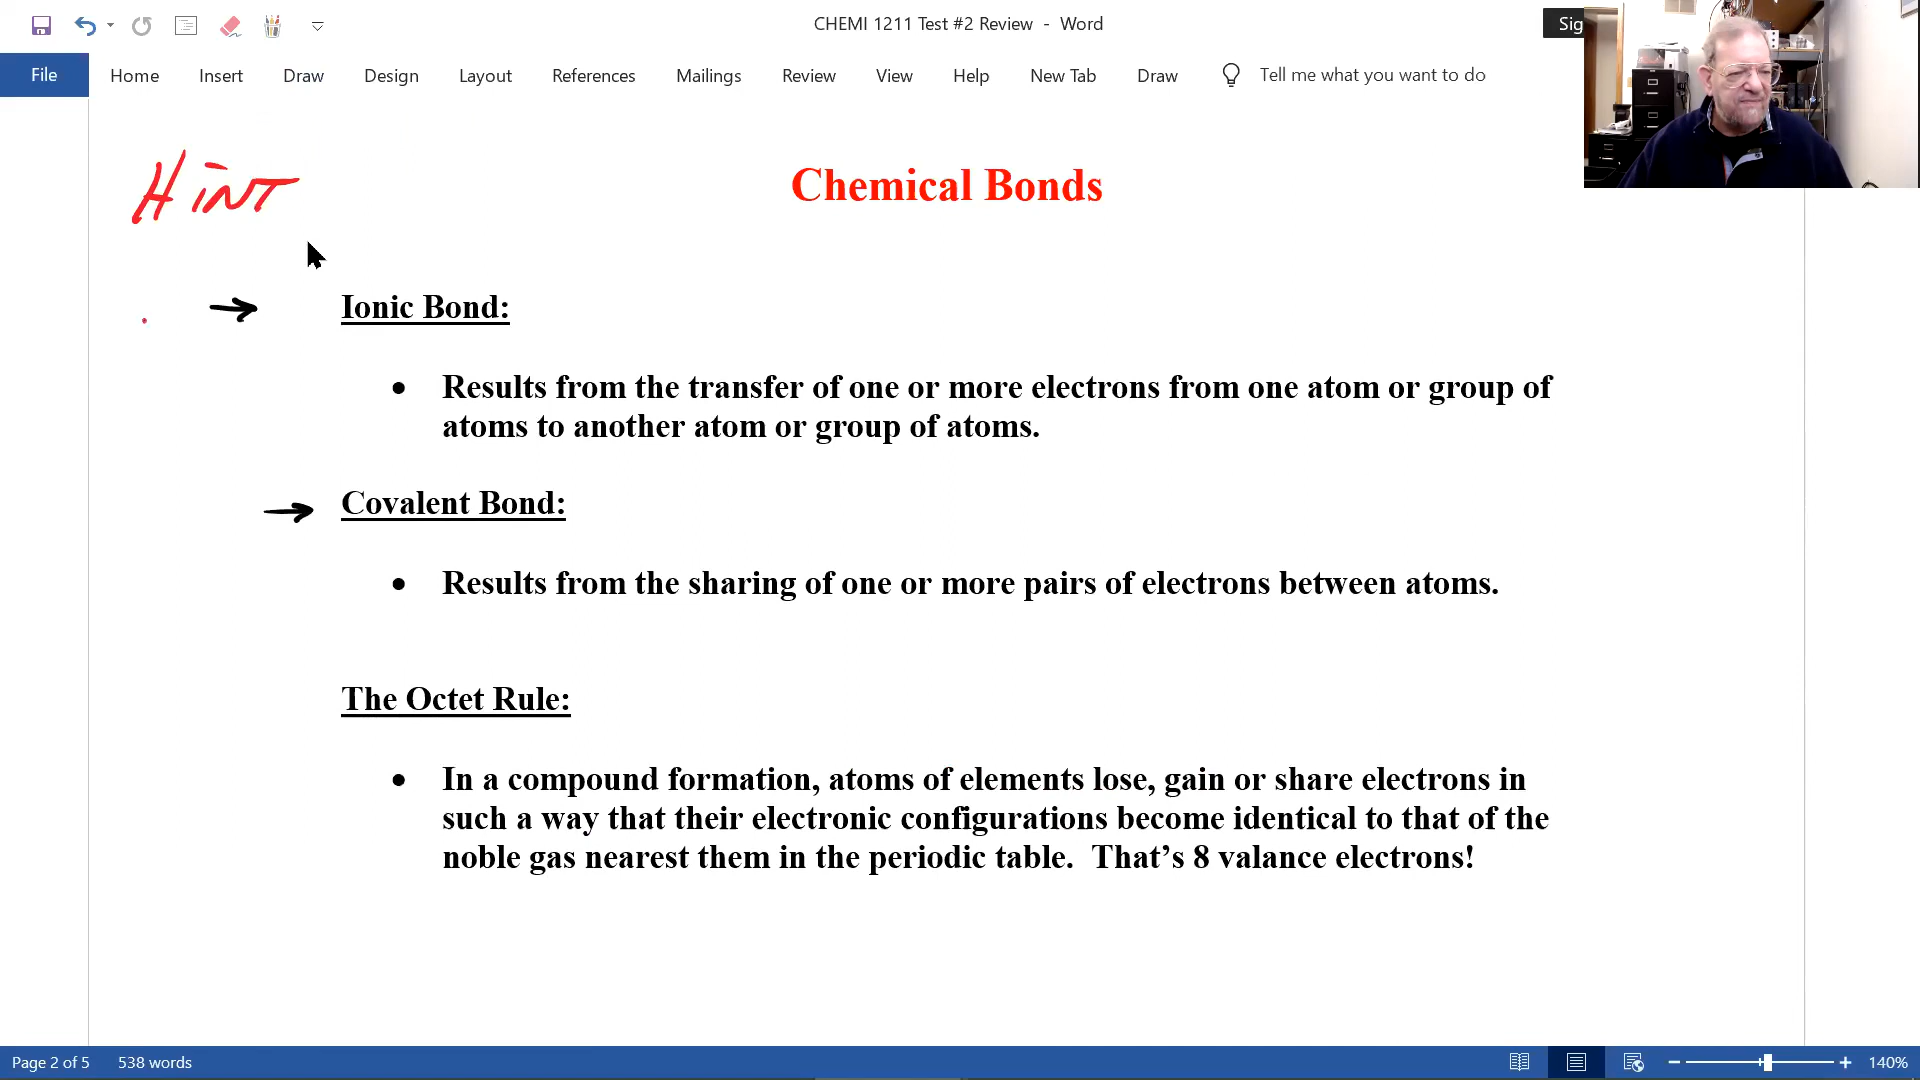 CHEMI 1211 Test #2 Review - Word
Sig
File Home Insert Draw Design Layout References Mailings Review View Help New Tab Draw Tell me what you want to do
HiNT
Chemical Bonds
Ionic Bond:
• Results from the transfer of one or more electrons from one atom or group of
atoms to another atom or group of atoms.
Covalent Bond:
• Results from the sharing of one or more pairs of electrons between atoms.
The Octet Rule:
• In a compound formation, atoms of elements lose, gain or share electrons in
such a way that their electronic configurations become identical to that of the
noble gas nearest them in the periodic table. That’s 8 valance electrons!
Page 2 of 5 538 words 140%